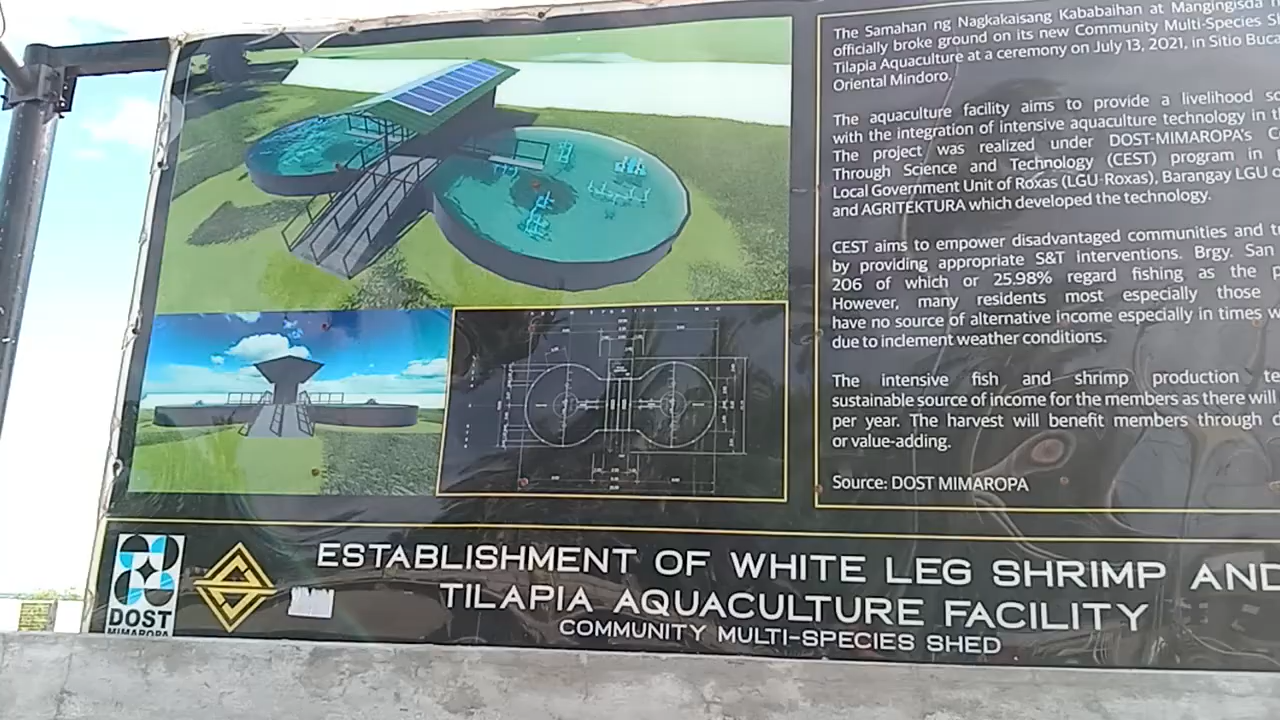 The Samahan ng Nagkakaisang Kababaihan at Mangingisda
officially broke ground on its new Community Multi-Species
Tilapia Aquaculture at a ceremony on July 13, 2021, in Sitio
Oriental Mindoro.
The aquaculture facility aims to provide a livelihood
with the integration of intensive aquaculture technology in
The project was realized under DOST-MIMAROPA's
Through Science and Technology (CEST) program in
Local Government Unit of Roxas (LGU-Roxas), Barangay LGU
and AGRITEKTURA which developed the technology.
CEST aims to empower disadvantaged communities and
by providing appropriate S&T interventions. Brgy. San
206 of which or 25.98% regard fishing as the
However, many residents most especially those
have no source of alternative income especially in times
due to inclement weather conditions.
The intensive fish and shrimp production
sustainable source of income for the members as there will
per year. The harvest will benefit members through
or value-adding.
Source: DOST MIMAROPA
DOST
MIMAROPA
ESTABLISHMENT OF WHITE LEG SHRIMP AND
TILAPIA AQUACULTURE FACILITY
COMMUNITY MULTI-SPECIES SHED